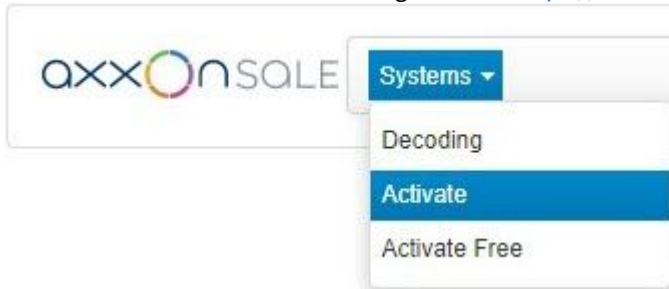 axxonsale
Systems
Decoding
Activate
Activate Free